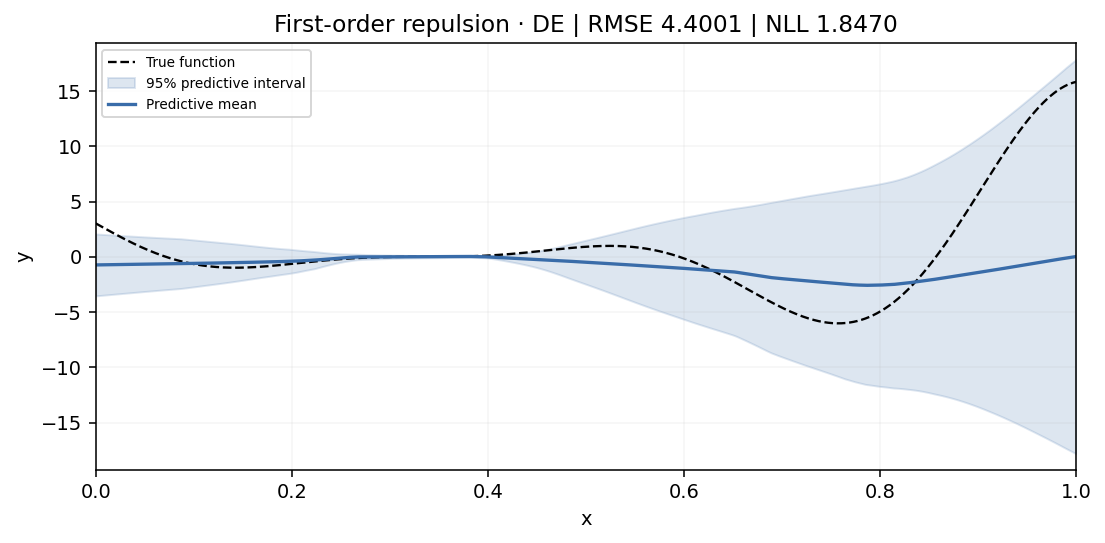 First-order repulsion · DE | RMSE 4.4001 | NLL 1.8470
True function
95% predictive interval
Predictive mean
15
10
5
0
−5
−10
−15
y
0.0 0.2 0.4 0.6 0.8 1.0
x